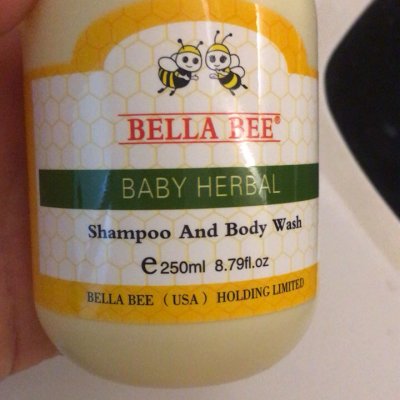 BELLA BEE®
BABY HERBAL
Shampoo And Body Wash
e 250ml 8.79fl.oz
BELLA BEE (USA) HOLDING LIMITED